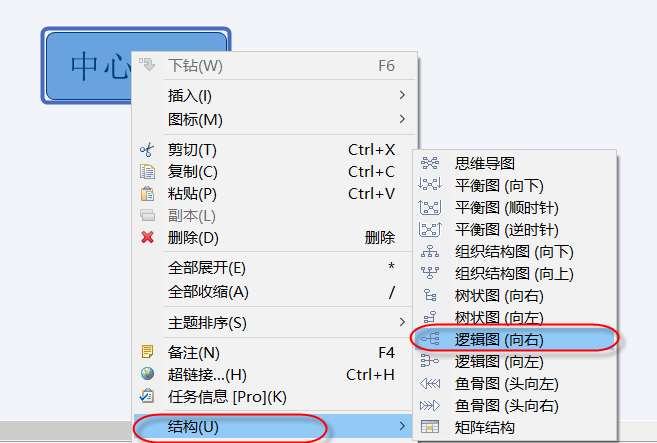 中心
下钻(W) F6
插入(I)
图标(M)
剪切(T) Ctrl+X
复制(C) Ctrl+C
粘贴(P) Ctrl+V
副本(L)
删除(D) 删除
全部展开(E) *
全部收缩(A) /
主题排序(S)
备注(N) F4
超链接...(H) Ctrl+H
任务信息 [Pro](K)
结构(U)
思维导图
平衡图 (向下)
平衡图 (顺时针)
平衡图 (逆时针)
组织结构图 (向下)
组织结构图 (向上)
树状图 (向右)
树状图 (向左)
逻辑图 (向右)
逻辑图 (向左)
鱼骨图 (头向左)
鱼骨图 (头向右)
矩阵结构